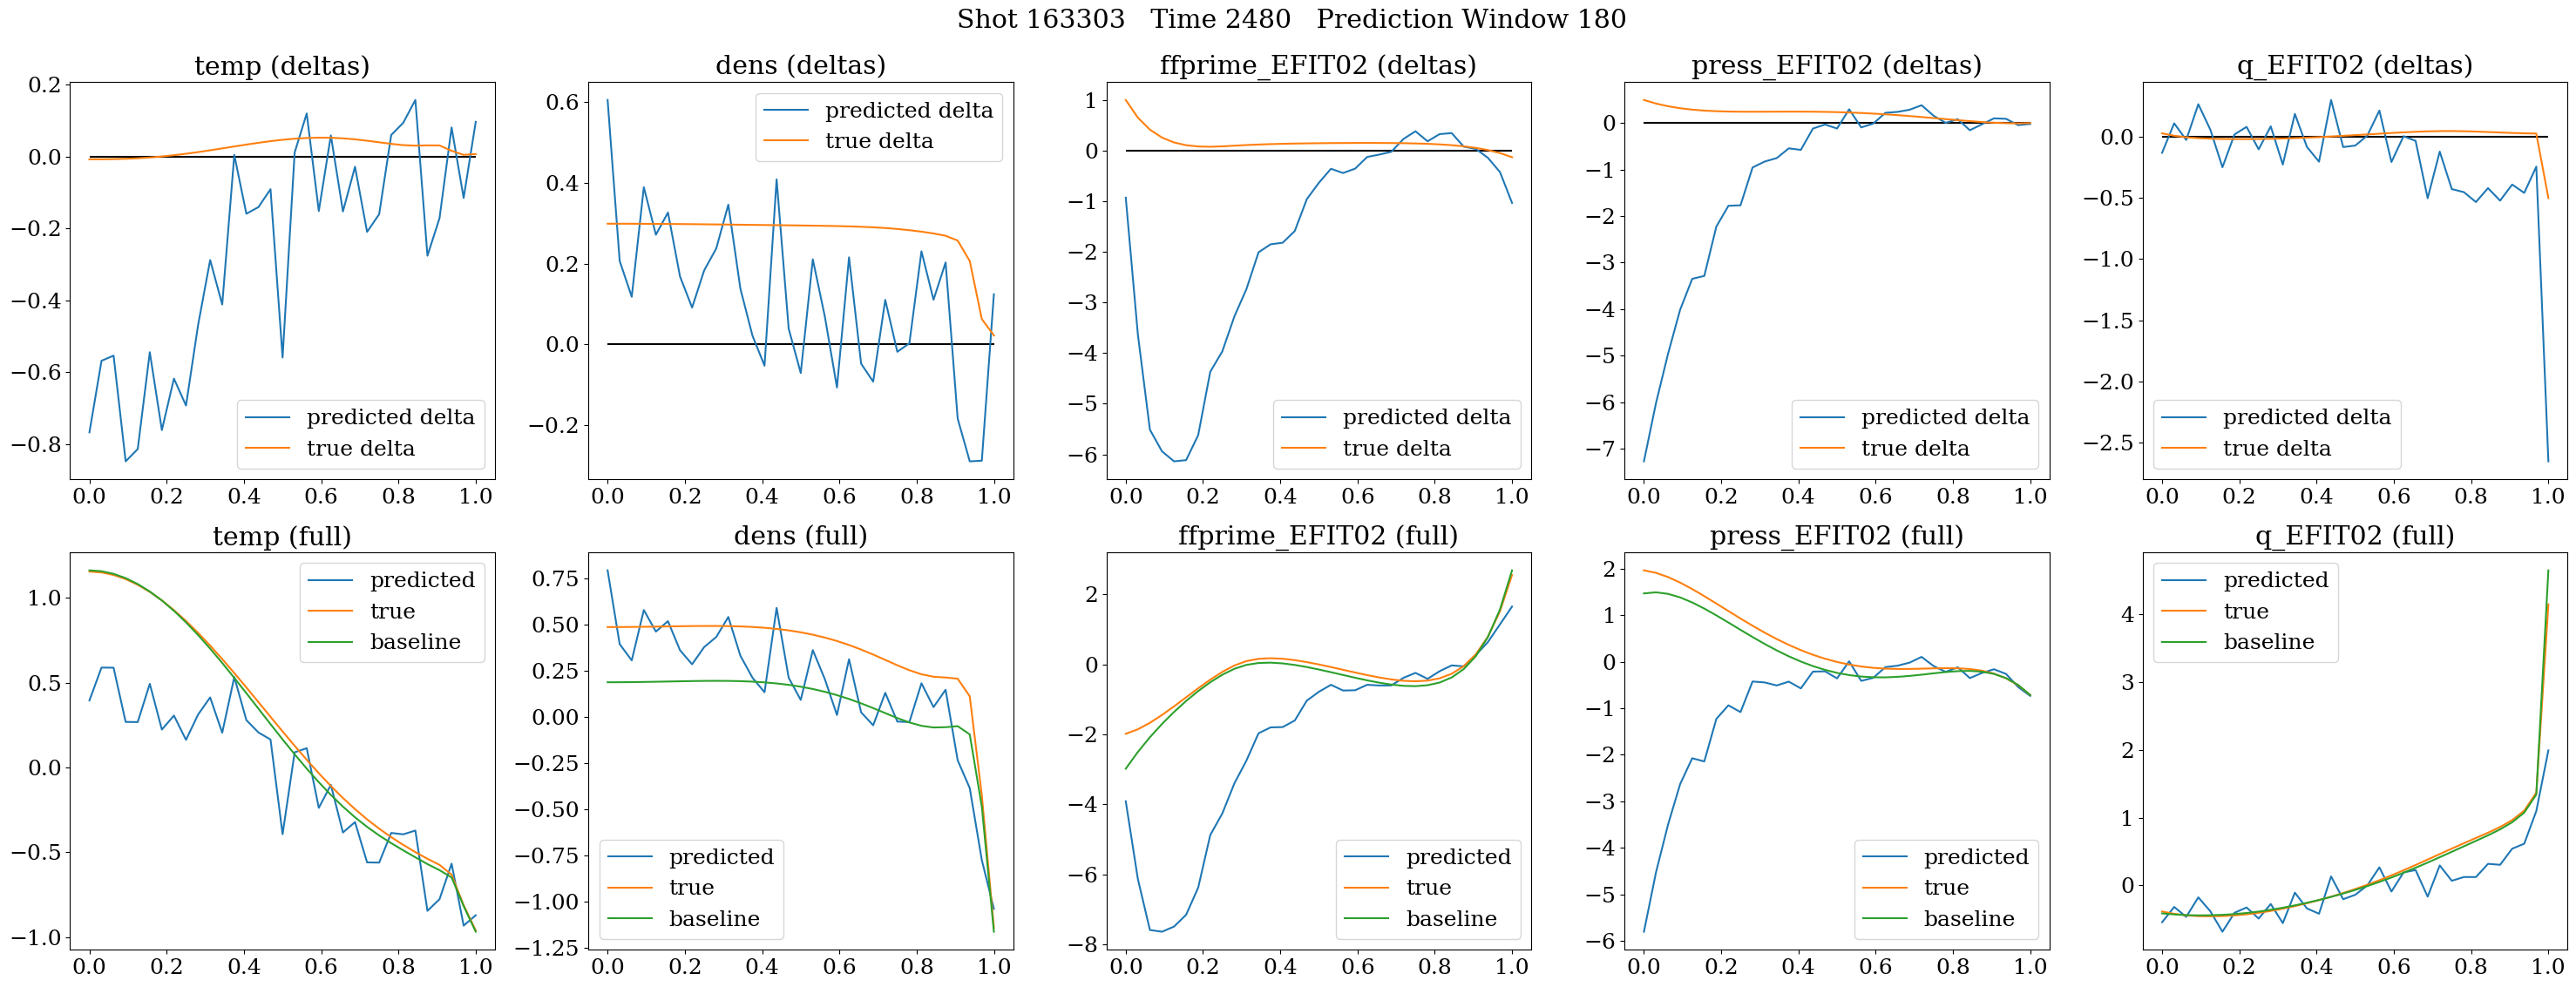 Shot 163303   Time 2480   Prediction Window 180
temp (deltas)
0.2
0.0
−0.2
−0.4
−0.6
−0.8
predicted delta
true delta
0.0 0.2 0.4 0.6 0.8 1.0
dens (deltas)
0.6
0.4
0.2
0.0
−0.2
predicted delta
true delta
0.0 0.2 0.4 0.6 0.8 1.0
ffprime_EFIT02 (deltas)
1
0
−1
−2
−3
−4
−5
−6
predicted delta
true delta
0.0 0.2 0.4 0.6 0.8 1.0
press_EFIT02 (deltas)
0
−1
−2
−3
−4
−5
−6
−7
predicted delta
true delta
0.0 0.2 0.4 0.6 0.8 1.0
q_EFIT02 (deltas)
0.0
−0.5
−1.0
−1.5
−2.0
−2.5
predicted delta
true delta
0.0 0.2 0.4 0.6 0.8 1.0
temp (full)
1.0
0.5
0.0
−0.5
−1.0
predicted
true
baseline
0.0 0.2 0.4 0.6 0.8 1.0
dens (full)
0.75
0.50
0.25
0.00
−0.25
−0.50
−0.75
−1.00
−1.25
predicted
true
baseline
0.0 0.2 0.4 0.6 0.8 1.0
ffprime_EFIT02 (full)
2
0
−2
−4
−6
−8
predicted
true
baseline
0.0 0.2 0.4 0.6 0.8 1.0
press_EFIT02 (full)
2
1
0
−1
−2
−3
−4
−5
−6
predicted
true
baseline
0.0 0.2 0.4 0.6 0.8 1.0
q_EFIT02 (full)
4
3
2
1
0
predicted
true
baseline
0.0 0.2 0.4 0.6 0.8 1.0